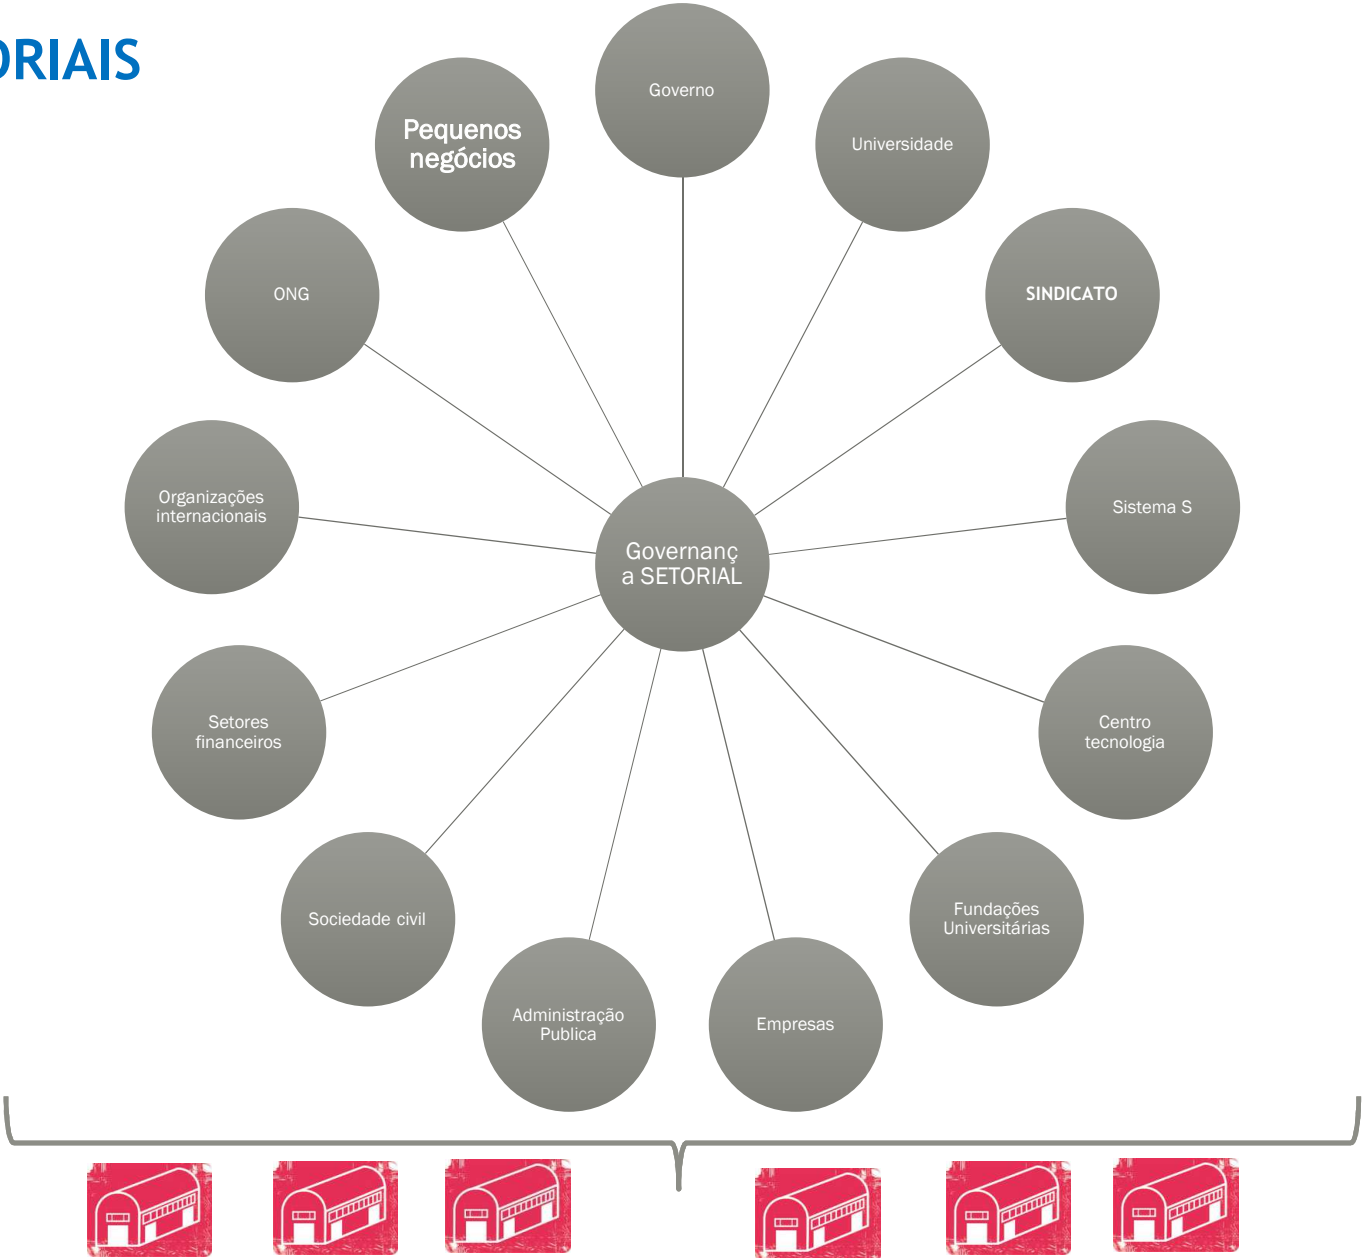 ORIAIS
Governo
Pequenos
negócios
Universidade
ONG
SINDICATO
Organizações
internacionais
Sistema S
Governanç
a SETORIAL
Setores
financeiros
Centro
tecnologia
Sociedade civil
Fundações
Universitárias
Administração
Publica
Empresas